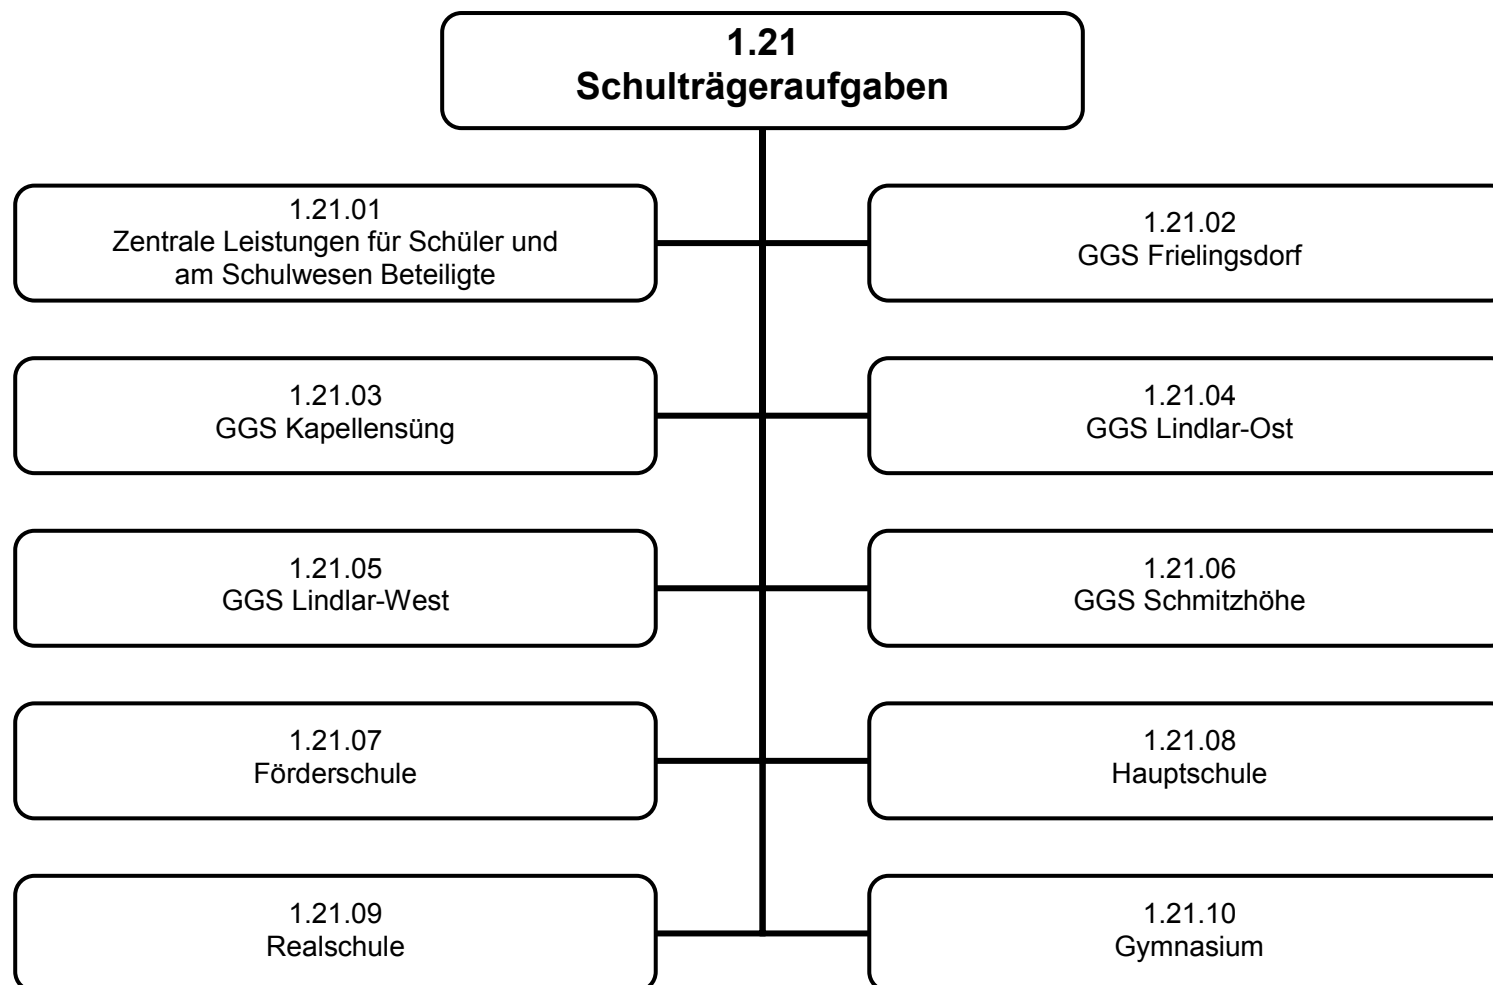 1.21
Schulträgeraufgaben
1.21.01
Zentrale Leistungen für Schüler und
am Schulwesen Beteiligte
1.21.02
GGS Frielingsdorf
1.21.03
GGS Kapellensüng
1.21.04
GGS Lindlar-Ost
1.21.05
GGS Lindlar-West
1.21.06
GGS Schmitzhöhe
1.21.07
Förderschule
1.21.08
Hauptschule
1.21.09
Realschule
1.21.10
Gymnasium